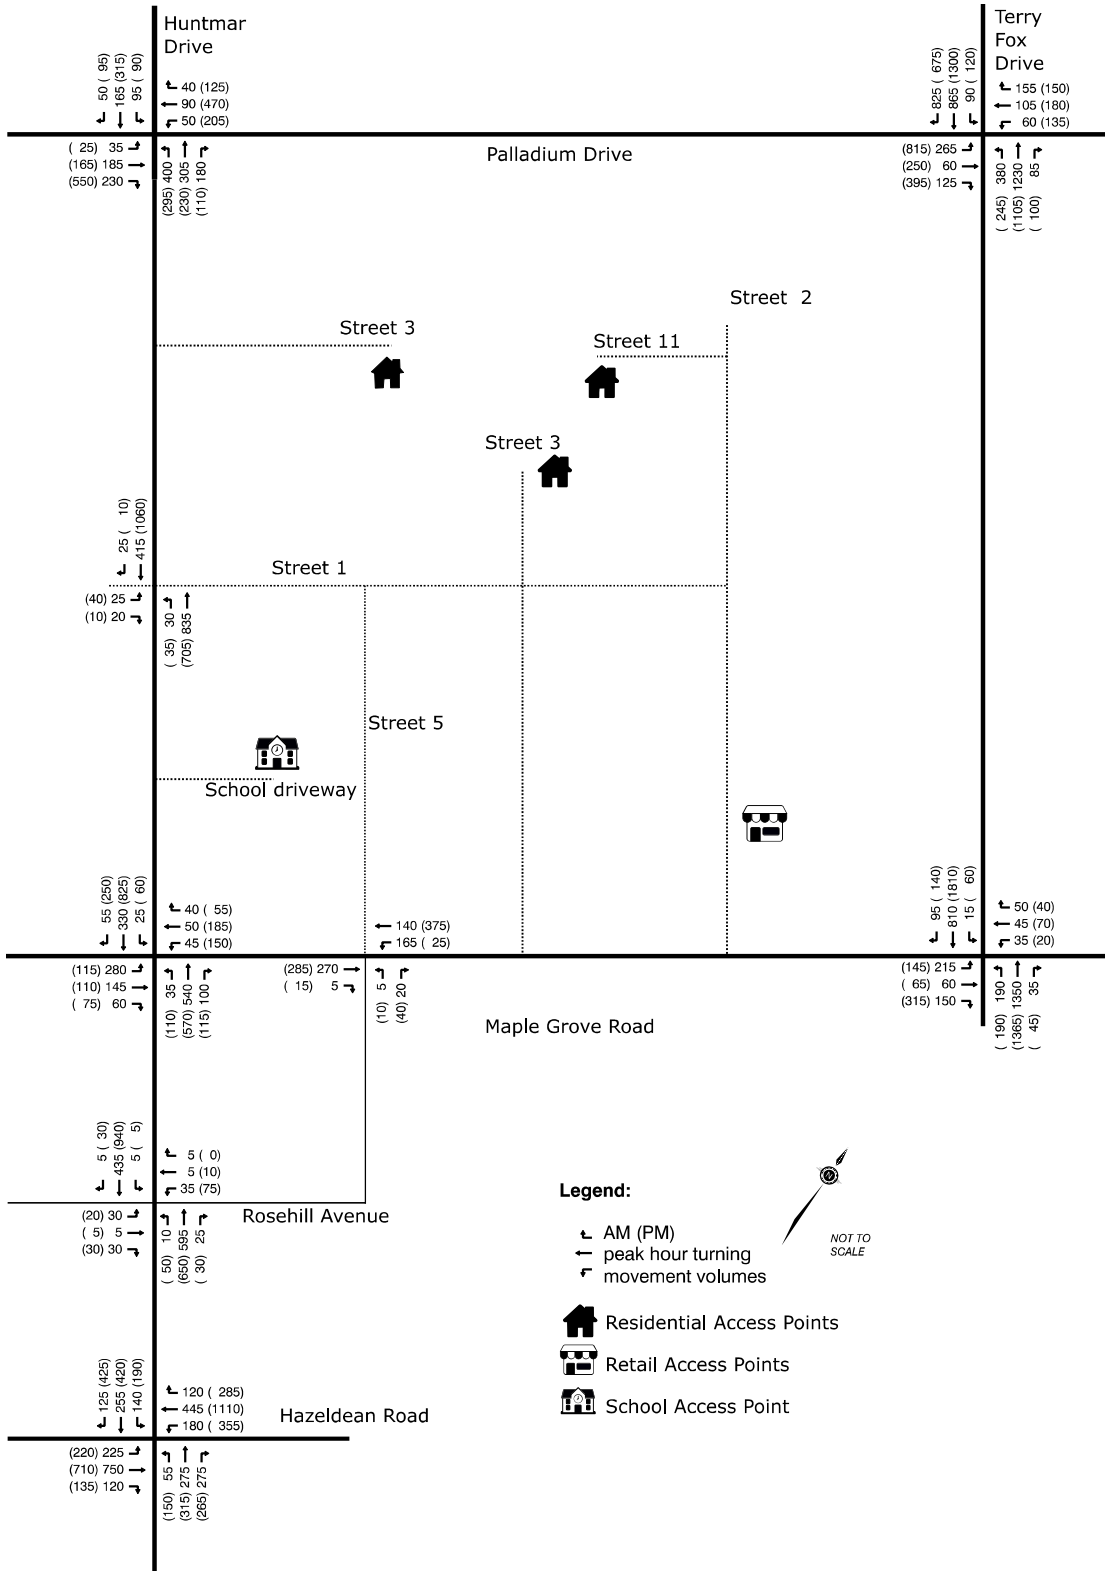 Huntmar
Drive
Terry
Fox
Drive
50 ( 95)
165 (315)
95 ( 90)
40 (125)
90 (470)
50 (205)
825 ( 675)
865 (1300)
90 ( 120)
155 (150)
105 (180)
60 (135)
( 25) 35
(165) 185
(550) 230
(295) 400
(230) 305
(110) 180
Palladium Drive
(815) 265
(250) 60
(395) 125
( 245) 380
(1105) 1230
( 100) 85
Street 2
Street 3
Street 11
Street 3
25 ( 10)
415 (1060)
Street 1
(40) 25
(10) 20
( 35) 30
(705) 835
Street 5
School driveway
55 (250)
330 (825)
25 ( 60)
40 ( 55)
50 (185)
45 (150)
140 (375)
165 ( 25)
95 ( 140)
810 (1810)
15 ( 60)
50 (40)
45 (70)
35 (20)
(115) 280
(110) 145
( 75) 60
(110) 35
(570) 540
(115) 100
(285) 270
( 15) 5
(10) 5
(40) 20
Maple Grove Road
(145) 215
( 65) 60
(315) 150
( 190) 190
(1365) 1350
( 45) 35
5 ( 30)
435 (940)
5 ( 5)
5 ( 0)
5 (10)
35 (75)
(20) 30
( 5) 5
(30) 30
( 50) 10
(650) 595
( 30) 25
Rosehill Avenue
Legend:
AM (PM)
peak hour turning
movement volumes
NOT TO
SCALE
Residential Access Points
Retail Access Points
School Access Point
125 (425)
255 (420)
140 (190)
120 ( 285)
445 (1110)
180 ( 355)
Hazeldean Road
(220) 225
(710) 750
(135) 120
(150) 55
(315) 275
(265) 275